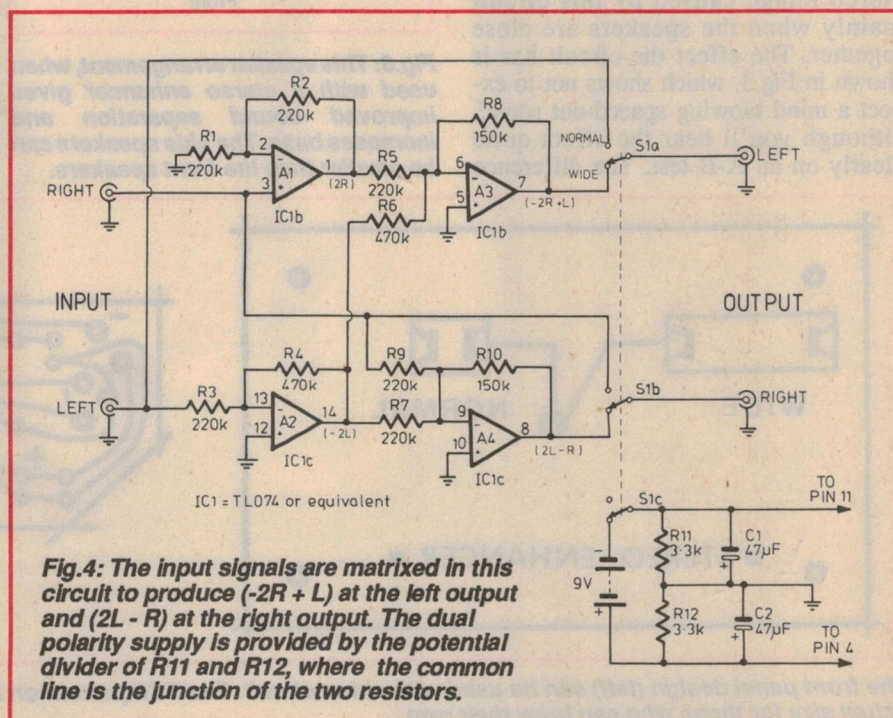 R2
220k
R8
150k
R1
220k
2
3
A1
1
(2R)
IC1b
R5
220k
R6
470k
6
5
A3
7
(-2R+L)
IC1b
NORMAL
WIDE
S1a
LEFT
RIGHT
INPUT
OUTPUT
R4
470k
R9
220k
R10
150k
LEFT
R3
220k
13
12
A2
14
(-2L)
IC1c
R7
220k
9
10
A4
8
(2L-R)
IC1c
S1b
RIGHT
IC1 = TL074 or equivalent
S1c
TO
PIN 11
R11
3.3k
C1
47µF
9V
+
R12
3.3k
C2
47µF
TO
PIN 4
Fig.4: The input signals are matrixed in this
circuit to produce (-2R + L) at the left output
and (2L - R) at the right output. The dual
polarity supply is provided by the potential
divider of R11 and R12, where the common
line is the junction of the two resistors.